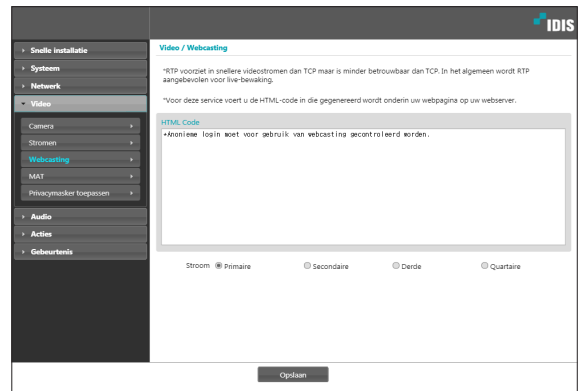 IDIS
Snelle installatie
Systeem
Netwerk
Video
Camera
Stromen
Webcasting
MAT
Privacymasker toepassen
Audio
Acties
Gebeurtenis
Video / Webcasting
*RTP voorziet in snellere videostromen dan TCP maar is minder betrouwbaar dan TCP. In het algemeen wordt RTP
aangebevolen voor live-bewaking.
*Voor deze service voert u de HTML-code in die gegenereerd wordt onderin uw webpagina op uw webserver.
HTML Code
*Anonieme login moet voor gebruik van webcasting gecontroleerd worden.
Stroom Primaire Secondaire Derde Quartaire
Opslaan